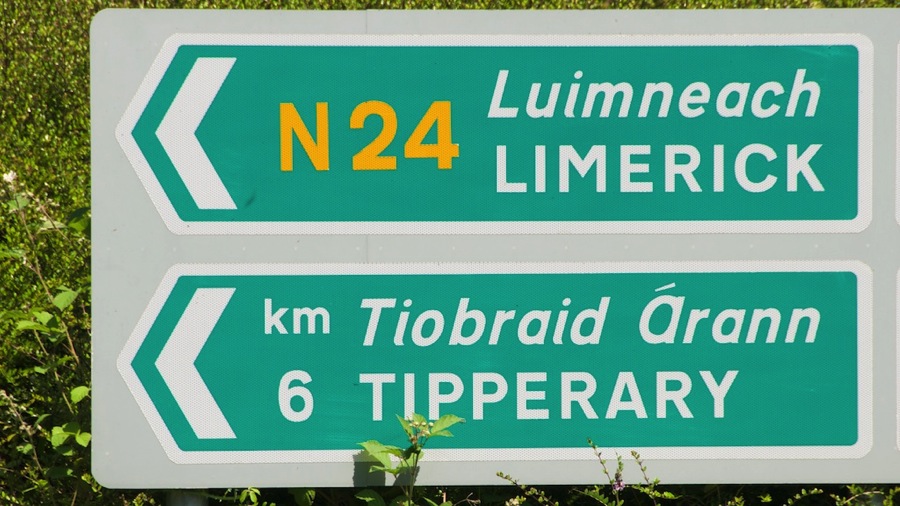 N24 Luimneach
LIMERICK
km Tiobraid Árann
6 TIPPERARY